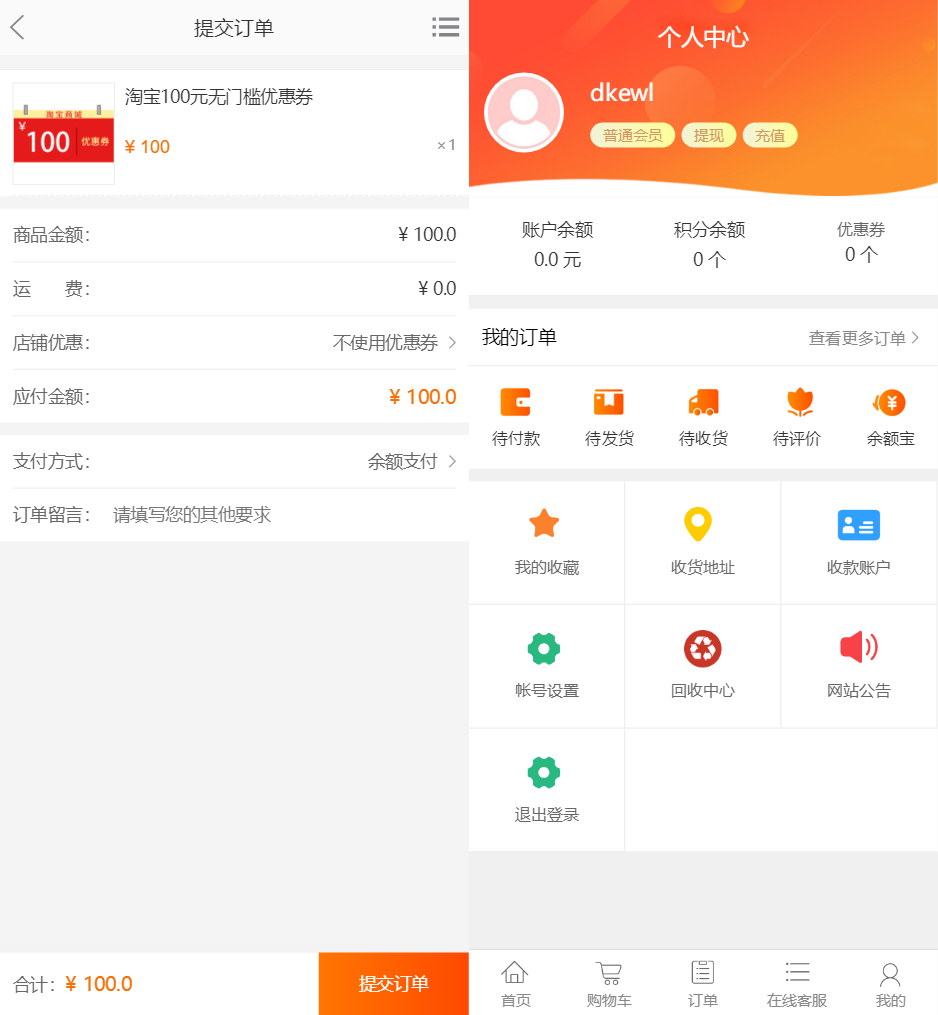 提交订单
淘宝100元无门槛优惠券
淘宝商城
¥
100 优惠券
¥ 100
×1
商品金额:
¥ 100.0
运 费:
¥ 0.0
店铺优惠:
不使用优惠券
应付金额:
¥ 100.0
支付方式:
余额支付
订单留言: 请填写您的其他要求
合计: ¥ 100.0
提交订单
个人中心
dkewl
普通会员 提现 充值
账户余额 积分余额 优惠券
0.0 元 0 个 0 个
我的订单 查看更多订单
待付款 待发货 待收货 待评价 余额宝
我的收藏 收货地址 收款账户
帐号设置 回收中心 网站公告
退出登录
首页 购物车 订单 在线客服 我的